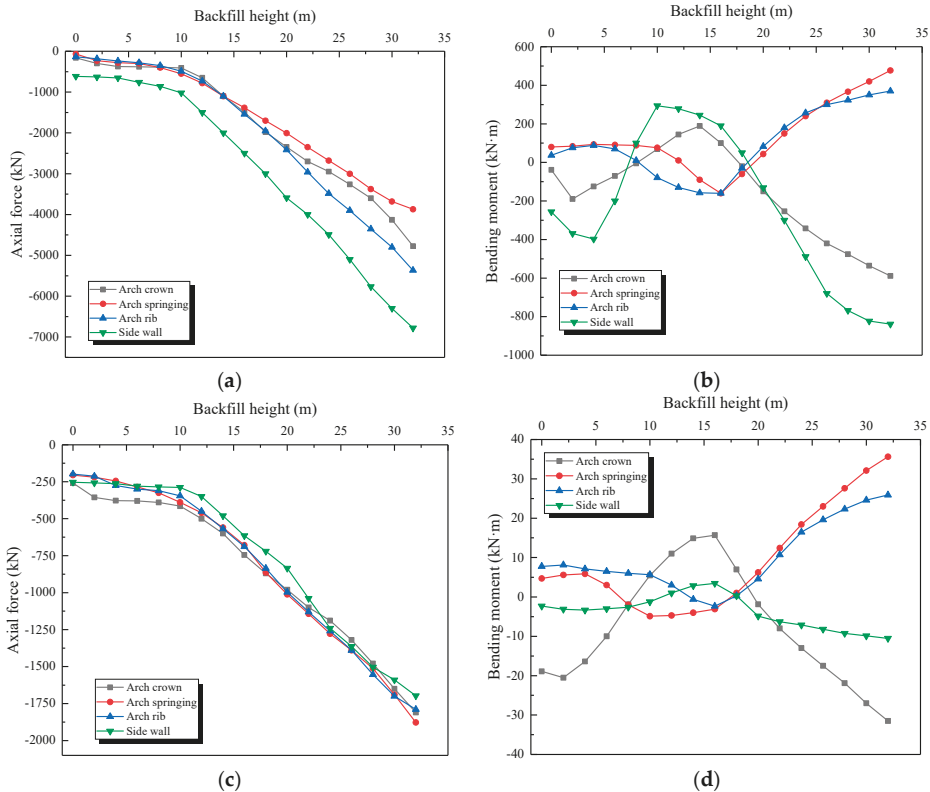 Backfill height (m)
0 5 10 15 20 25 30 35
0
-1000
-2000
-3000
-4000
-5000
-6000
-7000
Axial force (kN)
Arch crown
Arch springing
Arch rib
Side wall
(a)
Backfill height (m)
0 5 10 15 20 25 30 35
600
400
200
0
-200
-400
-600
-800
-1000
Bending moment (kN·m)
Arch crown
Arch springing
Arch rib
Side wall
(b)
Backfill height (m)
0 5 10 15 20 25 30 35
0
-250
-500
-750
-1000
-1250
-1500
-1750
-2000
Axial force (kN)
Arch crown
Arch springing
Arch rib
Side wall
(c)
Backfill height (m)
0 5 10 15 20 25 30 35
40
30
20
10
0
-10
-20
-30
-40
Bending moment (kN·m)
Arch crown
Arch springing
Arch rib
Side wall
(d)